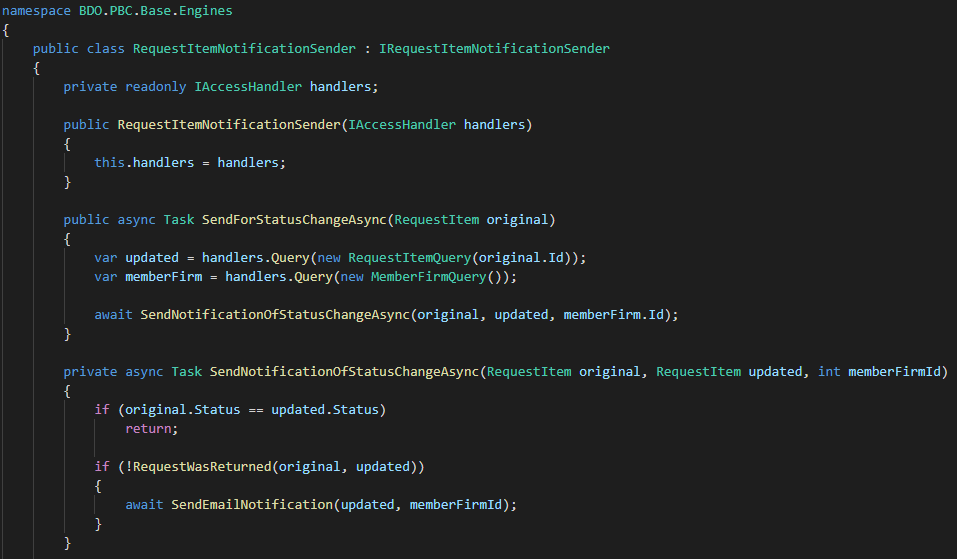 namespace BDO.PBC.Base.Engines
{
    public class RequestItemNotificationSender : IRequestItemNotificationSender
    {
        private readonly IAccessHandler handlers;

        public RequestItemNotificationSender(IAccessHandler handlers)
        {
            this.handlers = handlers;
        }

        public async Task SendForStatusChangeAsync(RequestItem original)
        {
            var updated = handlers.Query(new RequestItemQuery(original.Id));
            var memberFirm = handlers.Query(new MemberFirmQuery());

            await SendNotificationOfStatusChangeAsync(original, updated, memberFirm.Id);
        }

        private async Task SendNotificationOfStatusChangeAsync(RequestItem original, RequestItem updated, int memberFirmId)
        {
            if (original.Status == updated.Status)
                return;

            if (!RequestWasReturned(original, updated))
            {
                await SendEmailNotification(updated, memberFirmId);
            }
        }